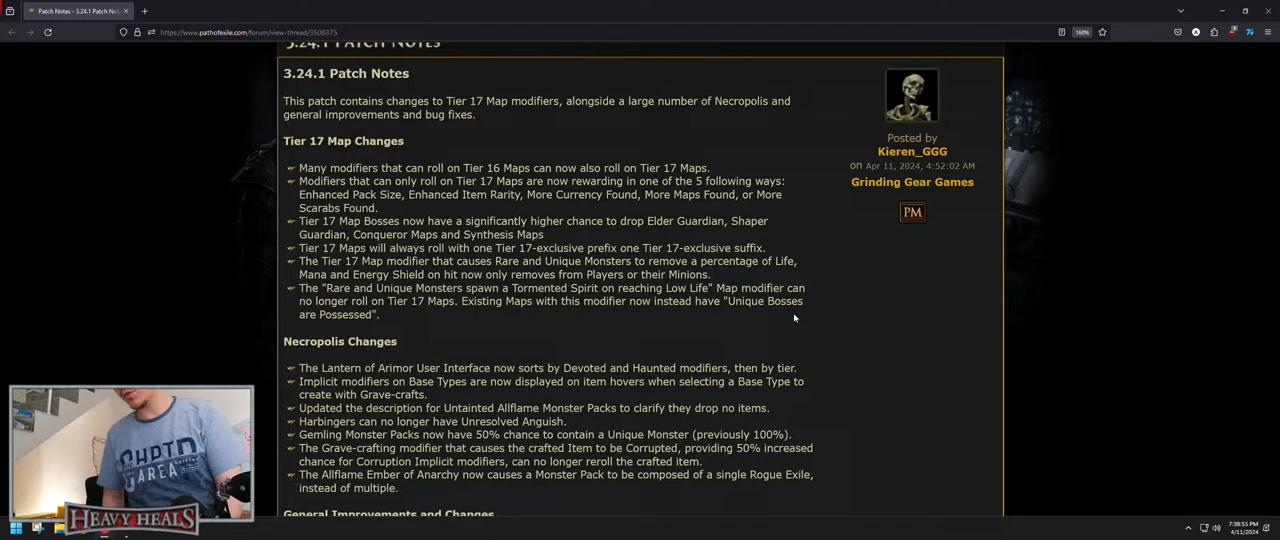 Patch Notes - 3.24.1 Patch Not
https://www.pathofexile.com/forum/view-thread/3508375
160%
3.24.1 PATCH NOTES
3.24.1 Patch Notes
This patch contains changes to Tier 17 Map modifiers, alongside a large number of Necropolis and
general improvements and bug fixes.
Tier 17 Map Changes
Many modifiers that can roll on Tier 16 Maps can now also roll on Tier 17 Maps.
Modifiers that can only roll on Tier 17 Maps are now rewarding in one of the 5 following ways:
Enhanced Pack Size, Enhanced Item Rarity, More Currency Found, More Maps Found, or More
Scarabs Found.
Tier 17 Map Bosses now have a significantly higher chance to drop Elder Guardian, Shaper
Guardian, Conqueror Maps and Synthesis Maps
Tier 17 Maps will always roll with one Tier 17-exclusive prefix one Tier 17-exclusive suffix.
The Tier 17 Map modifier that causes Rare and Unique Monsters to remove a percentage of Life,
Mana and Energy Shield on hit now only removes from Players or their Minions.
The "Rare and Unique Monsters spawn a Tormented Spirit on reaching Low Life" Map modifier can
no longer roll on Tier 17 Maps. Existing Maps with this modifier now instead have "Unique Bosses
are Possessed".
Necropolis Changes
The Lantern of Arimor User Interface now sorts by Devoted and Haunted modifiers, then by tier.
Implicit modifiers on Base Types are now displayed on item hovers when selecting a Base Type to
create with Grave-crafts.
Updated the description for Untainted Allflame Monster Packs to clarify they drop no items.
Harbingers can no longer have Unresolved Anguish.
Gemling Monster Packs now have 50% chance to contain a Unique Monster (previously 100%).
The Grave-crafting modifier that causes the crafted Item to be Corrupted, providing 50% increased
chance for Corruption Implicit modifiers, can no longer reroll the crafted item.
The Allflame Ember of Anarchy now causes a Monster Pack to be composed of a single Rogue Exile,
instead of multiple.
General Improvements and Changes
Posted by
Kieren_GGG
on Apr 11, 2024, 4:52:02 AM
Grinding Gear Games
PM
CHPTR
AREA
HEAVY HEALS
7:38:55 PM
4/11/2024